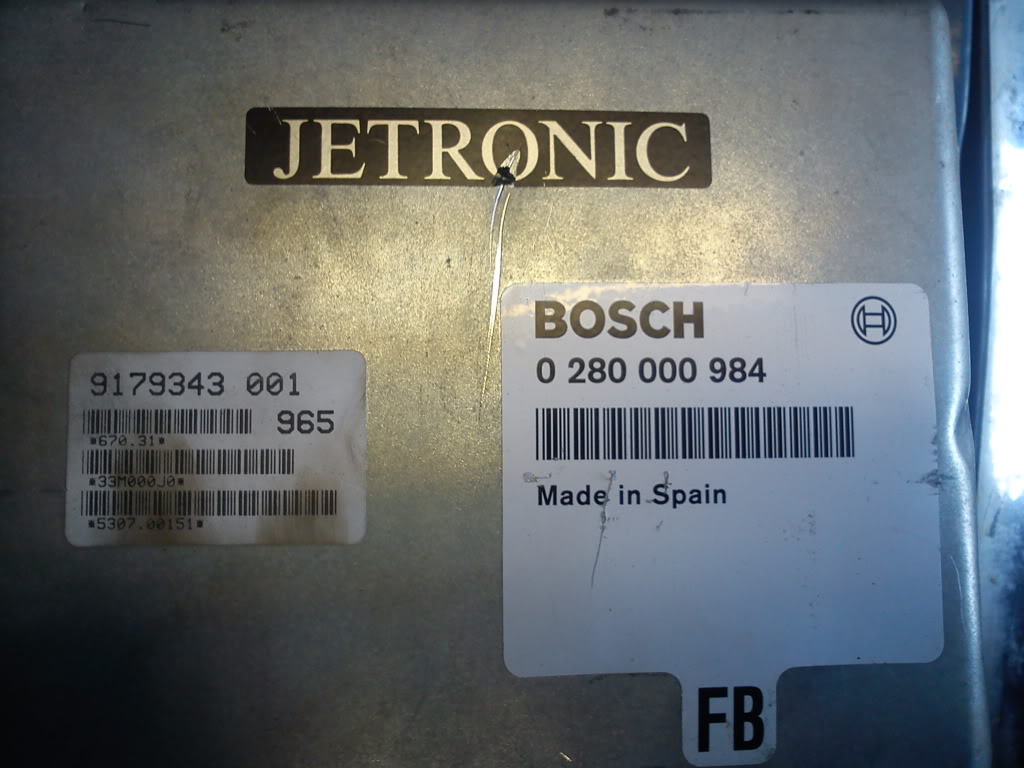 JETRONIC
BOSCH
0 280 000 984
Made in Spain
FB
9179343 001
965
*670.31*
*33M000J0*
*5307.00151*